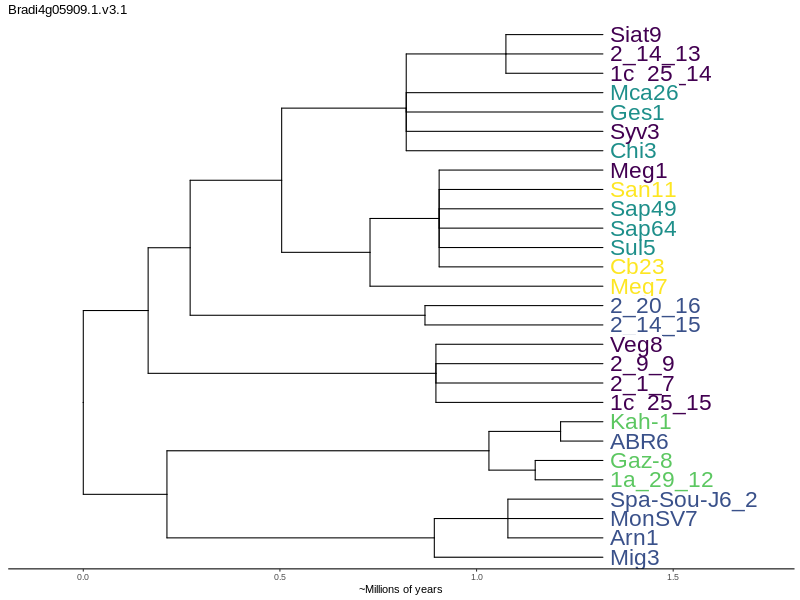 Bradi4g05909.1.v3.1
Siat9
2_14_13
1c_25_14
Mca26
Ges1
Syv3
Chi3
Meg1
San11
Sap49
Sap64
Sul5
Cb23
Meg7
2_20_16
2_14_15
Veg8
2_9_9
2_1_7
1c_25_15
Kah-1
ABR6
Gaz-8
1a_29_12
Spa-Sou-J6_2
MonSV7
Arn1
Mig3
0.0 0.5 1.0 1.5
~Millions of years